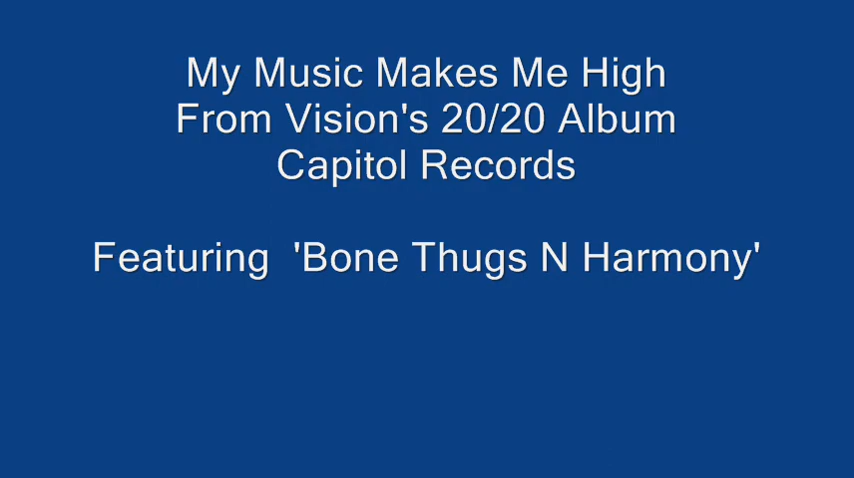 My Music Makes Me High
From Vision's 20/20 Album
Capitol Records
Featuring  'Bone Thugs N Harmony'